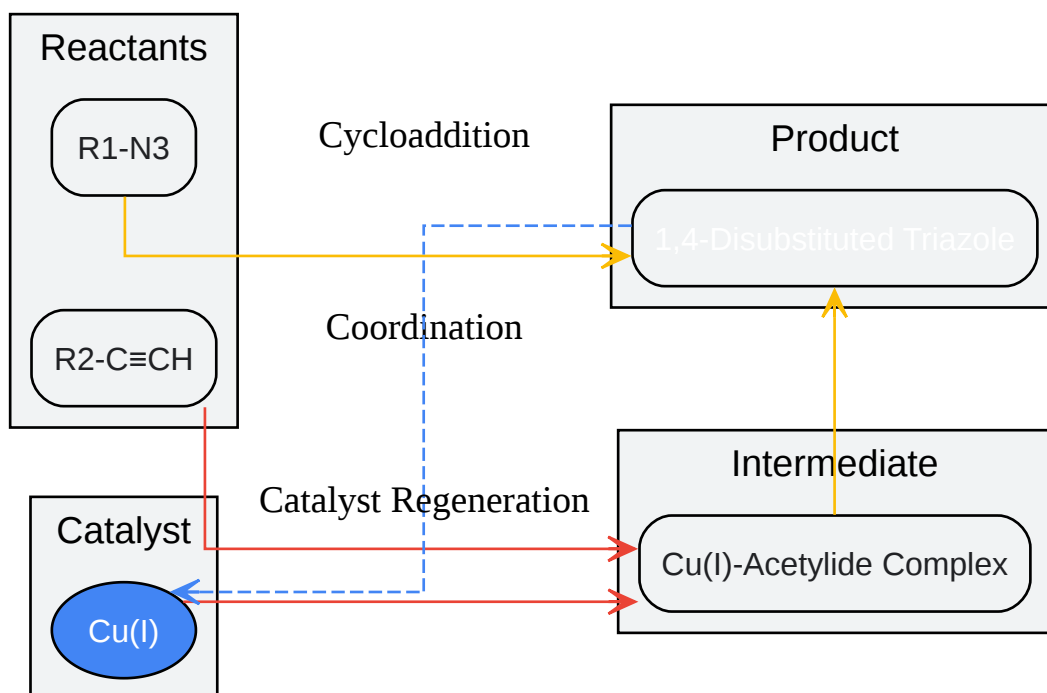 Reactants
R1-N3
Cycloaddition
Product
1,4-Disubstituted Triazole
Coordination
R2-C≡CH
Catalyst Regeneration
Intermediate
Cu(I)-Acetylide Complex
Catalyst
Cu(I)